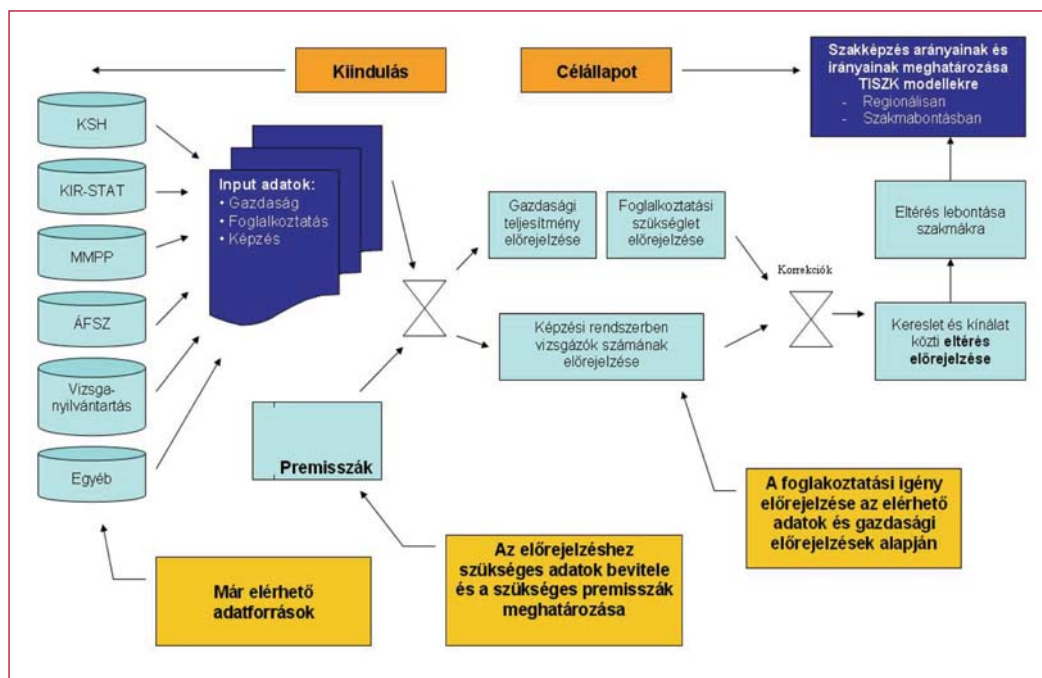 Kiindulás
Célállapot
Szakképzés arányainak és
irányainak meghatározása
TISZK modellekre
- Regionálisan
- Szakmabontásban
KSH
KIR-STAT
MMPP
ÁFSZ
Vizsga-
nyilvántartás
Egyéb
Input adatok:
• Gazdaság
• Foglalkoztatás
• Képzés
Gazdasági
teljesítmény
előrejelzése
Foglalkoztatási
szükséglet
előrejelzése
Képzési rendszerben
vizsgázók számának
előrejelzése
Korrekciók
Eltérés lebontása
szakmákra
Kereslet és kínálat
közti eltérés
előrejelzése
Premisszák
Már elérhető
adatforrások
Az előrejelzéshez
szükséges adatok bevitele
és a szükséges premisszák
meghatározása
A foglakoztatási igény
előrejelzése az elérhető
adatok és gazdasági
előrejelzések alapján